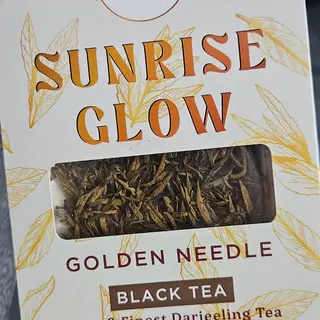 SUNRISE
GLOW
GOLDEN NEEDLE
BLACK TEA
& Finest Darjeeling Tea